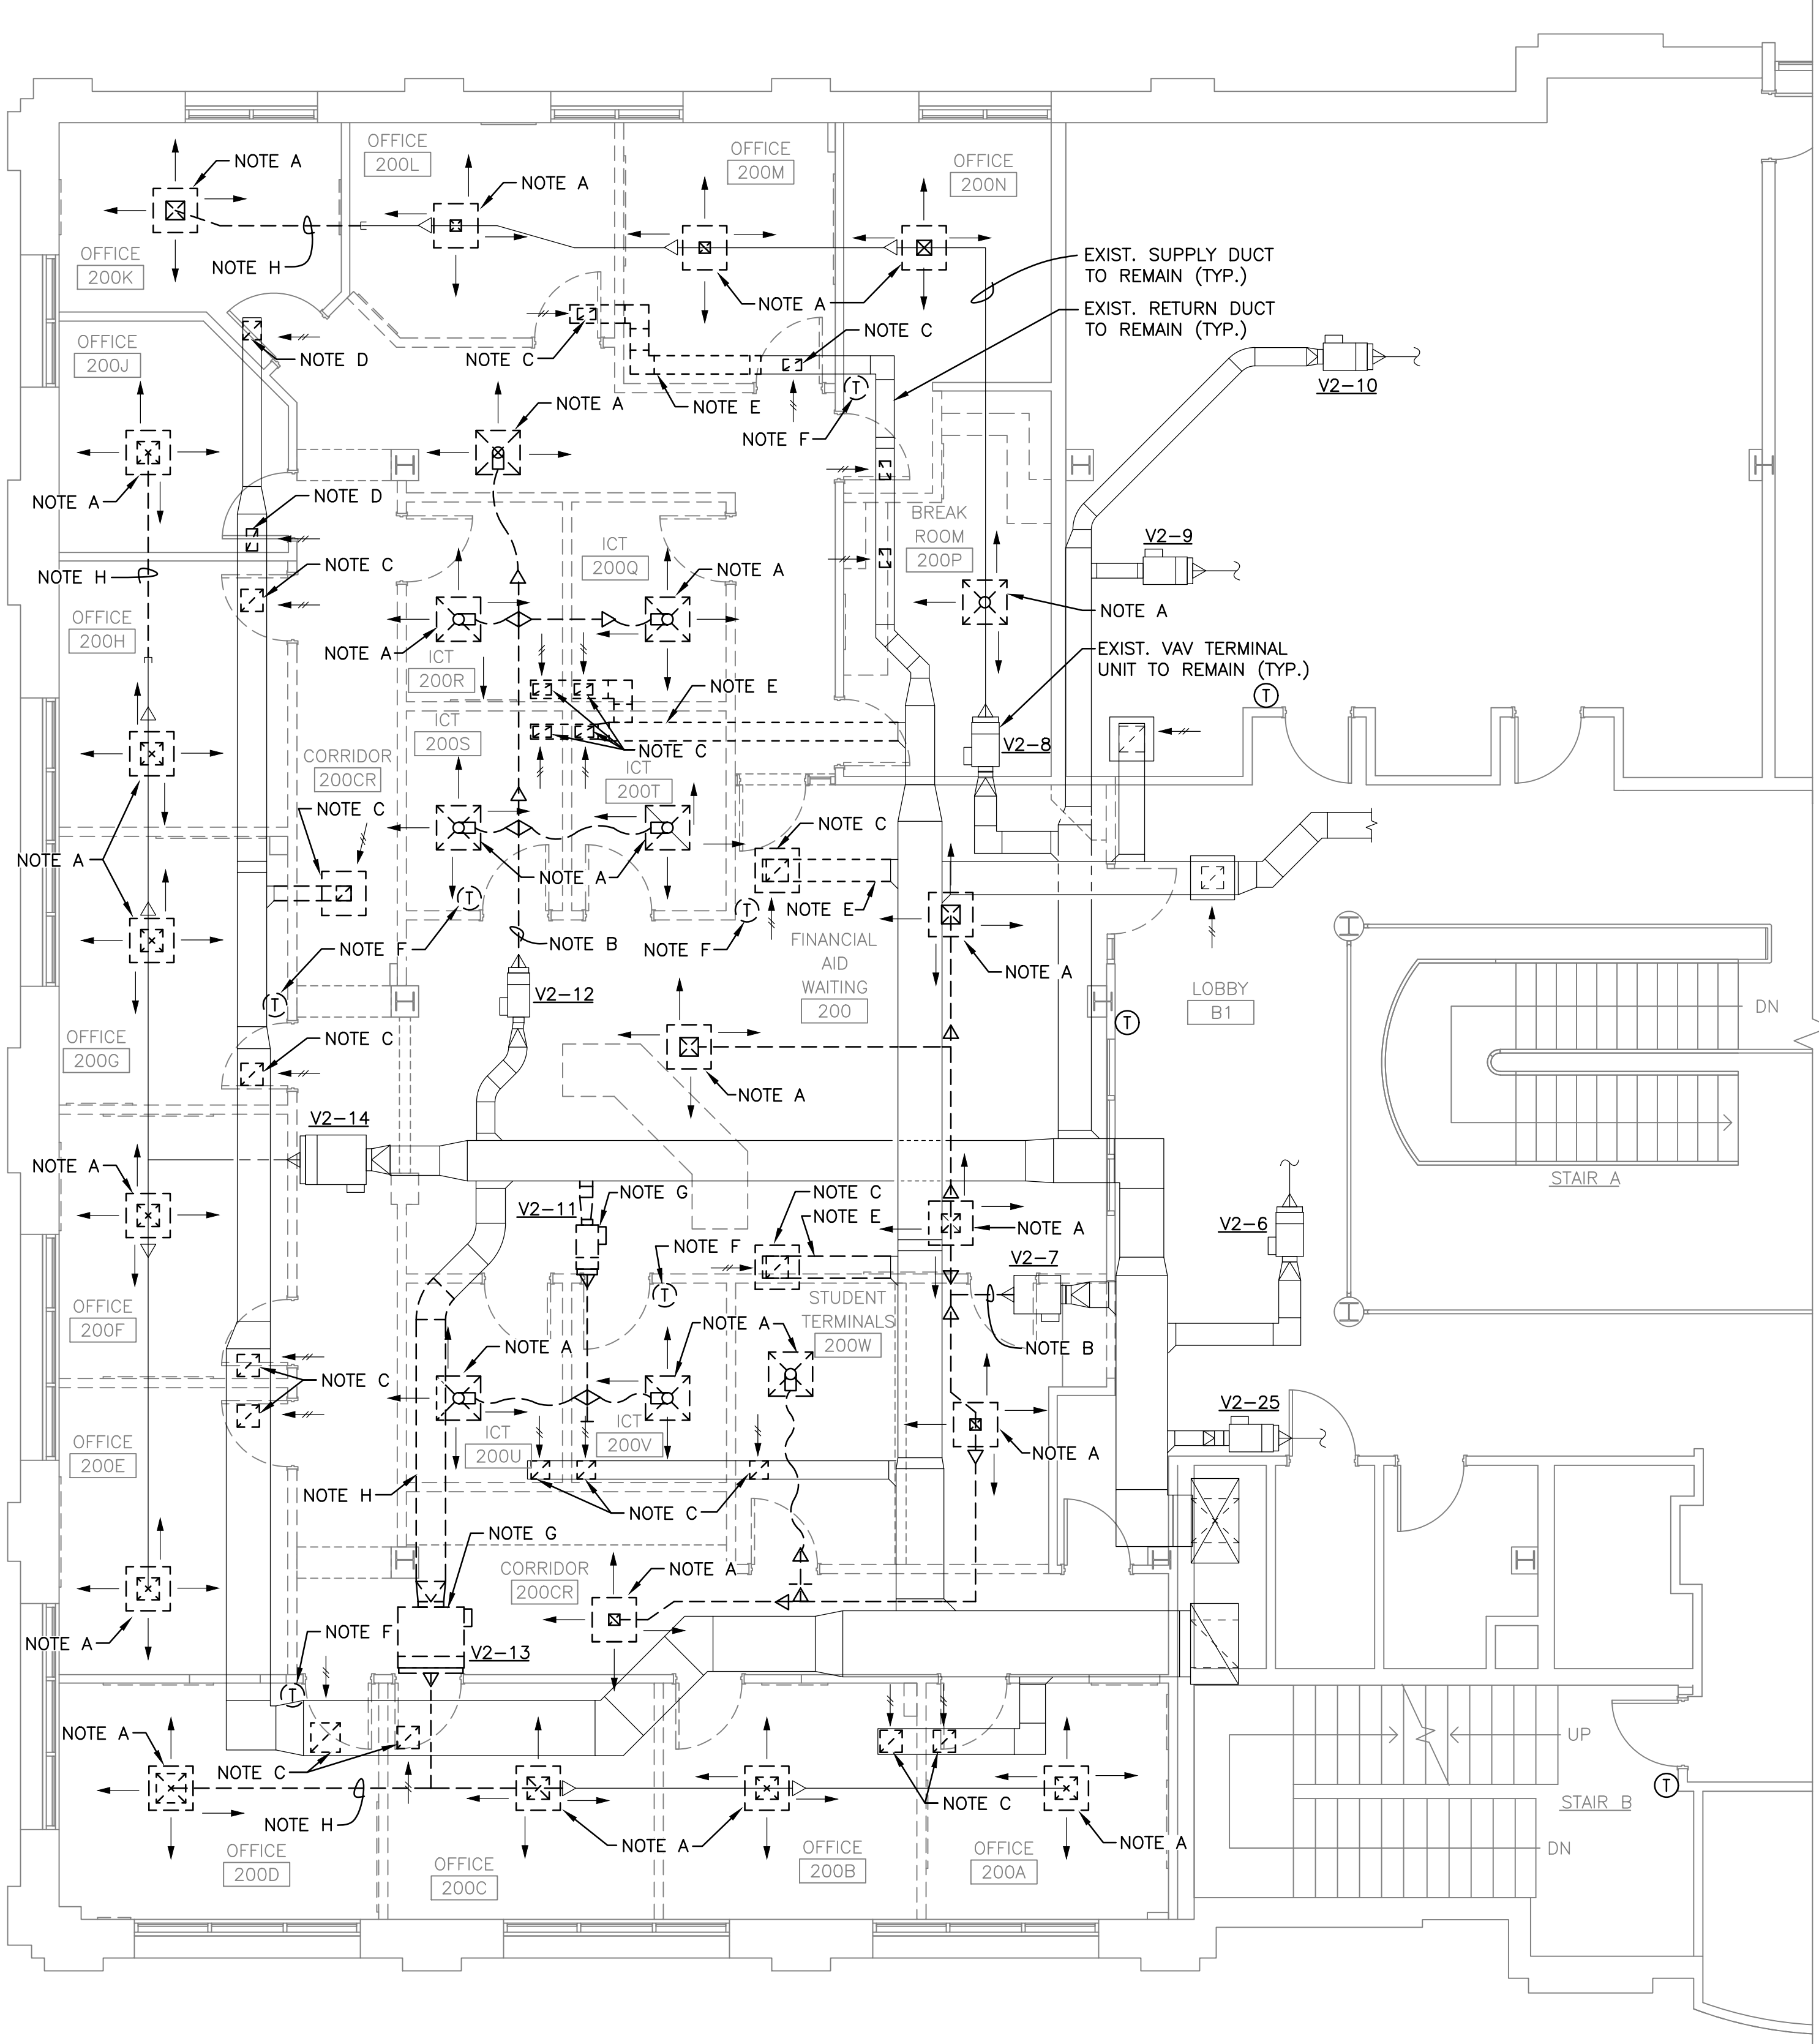 OFFICE
200L
OFFICE
200M
OFFICE
200N
NOTE A
NOTE A
OFFICE
200K
NOTE H
NOTE A
EXIST. SUPPLY DUCT
TO REMAIN (TYP.)
EXIST. RETURN DUCT
TO REMAIN (TYP.)
OFFICE
200J
NOTE D
NOTE C
NOTE C
V2-10
NOTE A
NOTE E
T
NOTE F
NOTE A
NOTE D
BREAK
ROOM
200P
V2-9
ICT
200Q
NOTE H
NOTE C
NOTE A
OFFICE
200H
NOTE A
NOTE A
ICT
200R
EXIST. VAV TERMINAL
UNIT TO REMAIN (TYP.)
NOTE E
T
ICT
200S
NOTE C
V2-8
CORRIDOR
200CR
ICT
200T
NOTE C
NOTE C
NOTE A
NOTE A
T
NOTE E
T
NOTE F
NOTE B
NOTE F
FINANCIAL
AID
WAITING
200
NOTE A
T
V2-12
LOBBY
B1
T
DN
OFFICE
200G
NOTE C
NOTE A
V2-14
NOTE A
STAIR A
NOTE G
NOTE C
NOTE E
V2-11
NOTE A
V2-6
NOTE F
V2-7
T
OFFICE
200F
STUDENT
TERMINALS
200W
NOTE A
NOTE A
NOTE B
NOTE C
V2-25
ICT
200U
ICT
200V
OFFICE
200E
NOTE A
NOTE H
NOTE C
NOTE G
CORRIDOR
200CR
NOTE A
NOTE A
NOTE F
V2-13
T
NOTE A
UP
NOTE C
T
NOTE C
STAIR B
NOTE H
NOTE A
NOTE A
DN
OFFICE
200D
OFFICE
200C
OFFICE
200B
OFFICE
200A